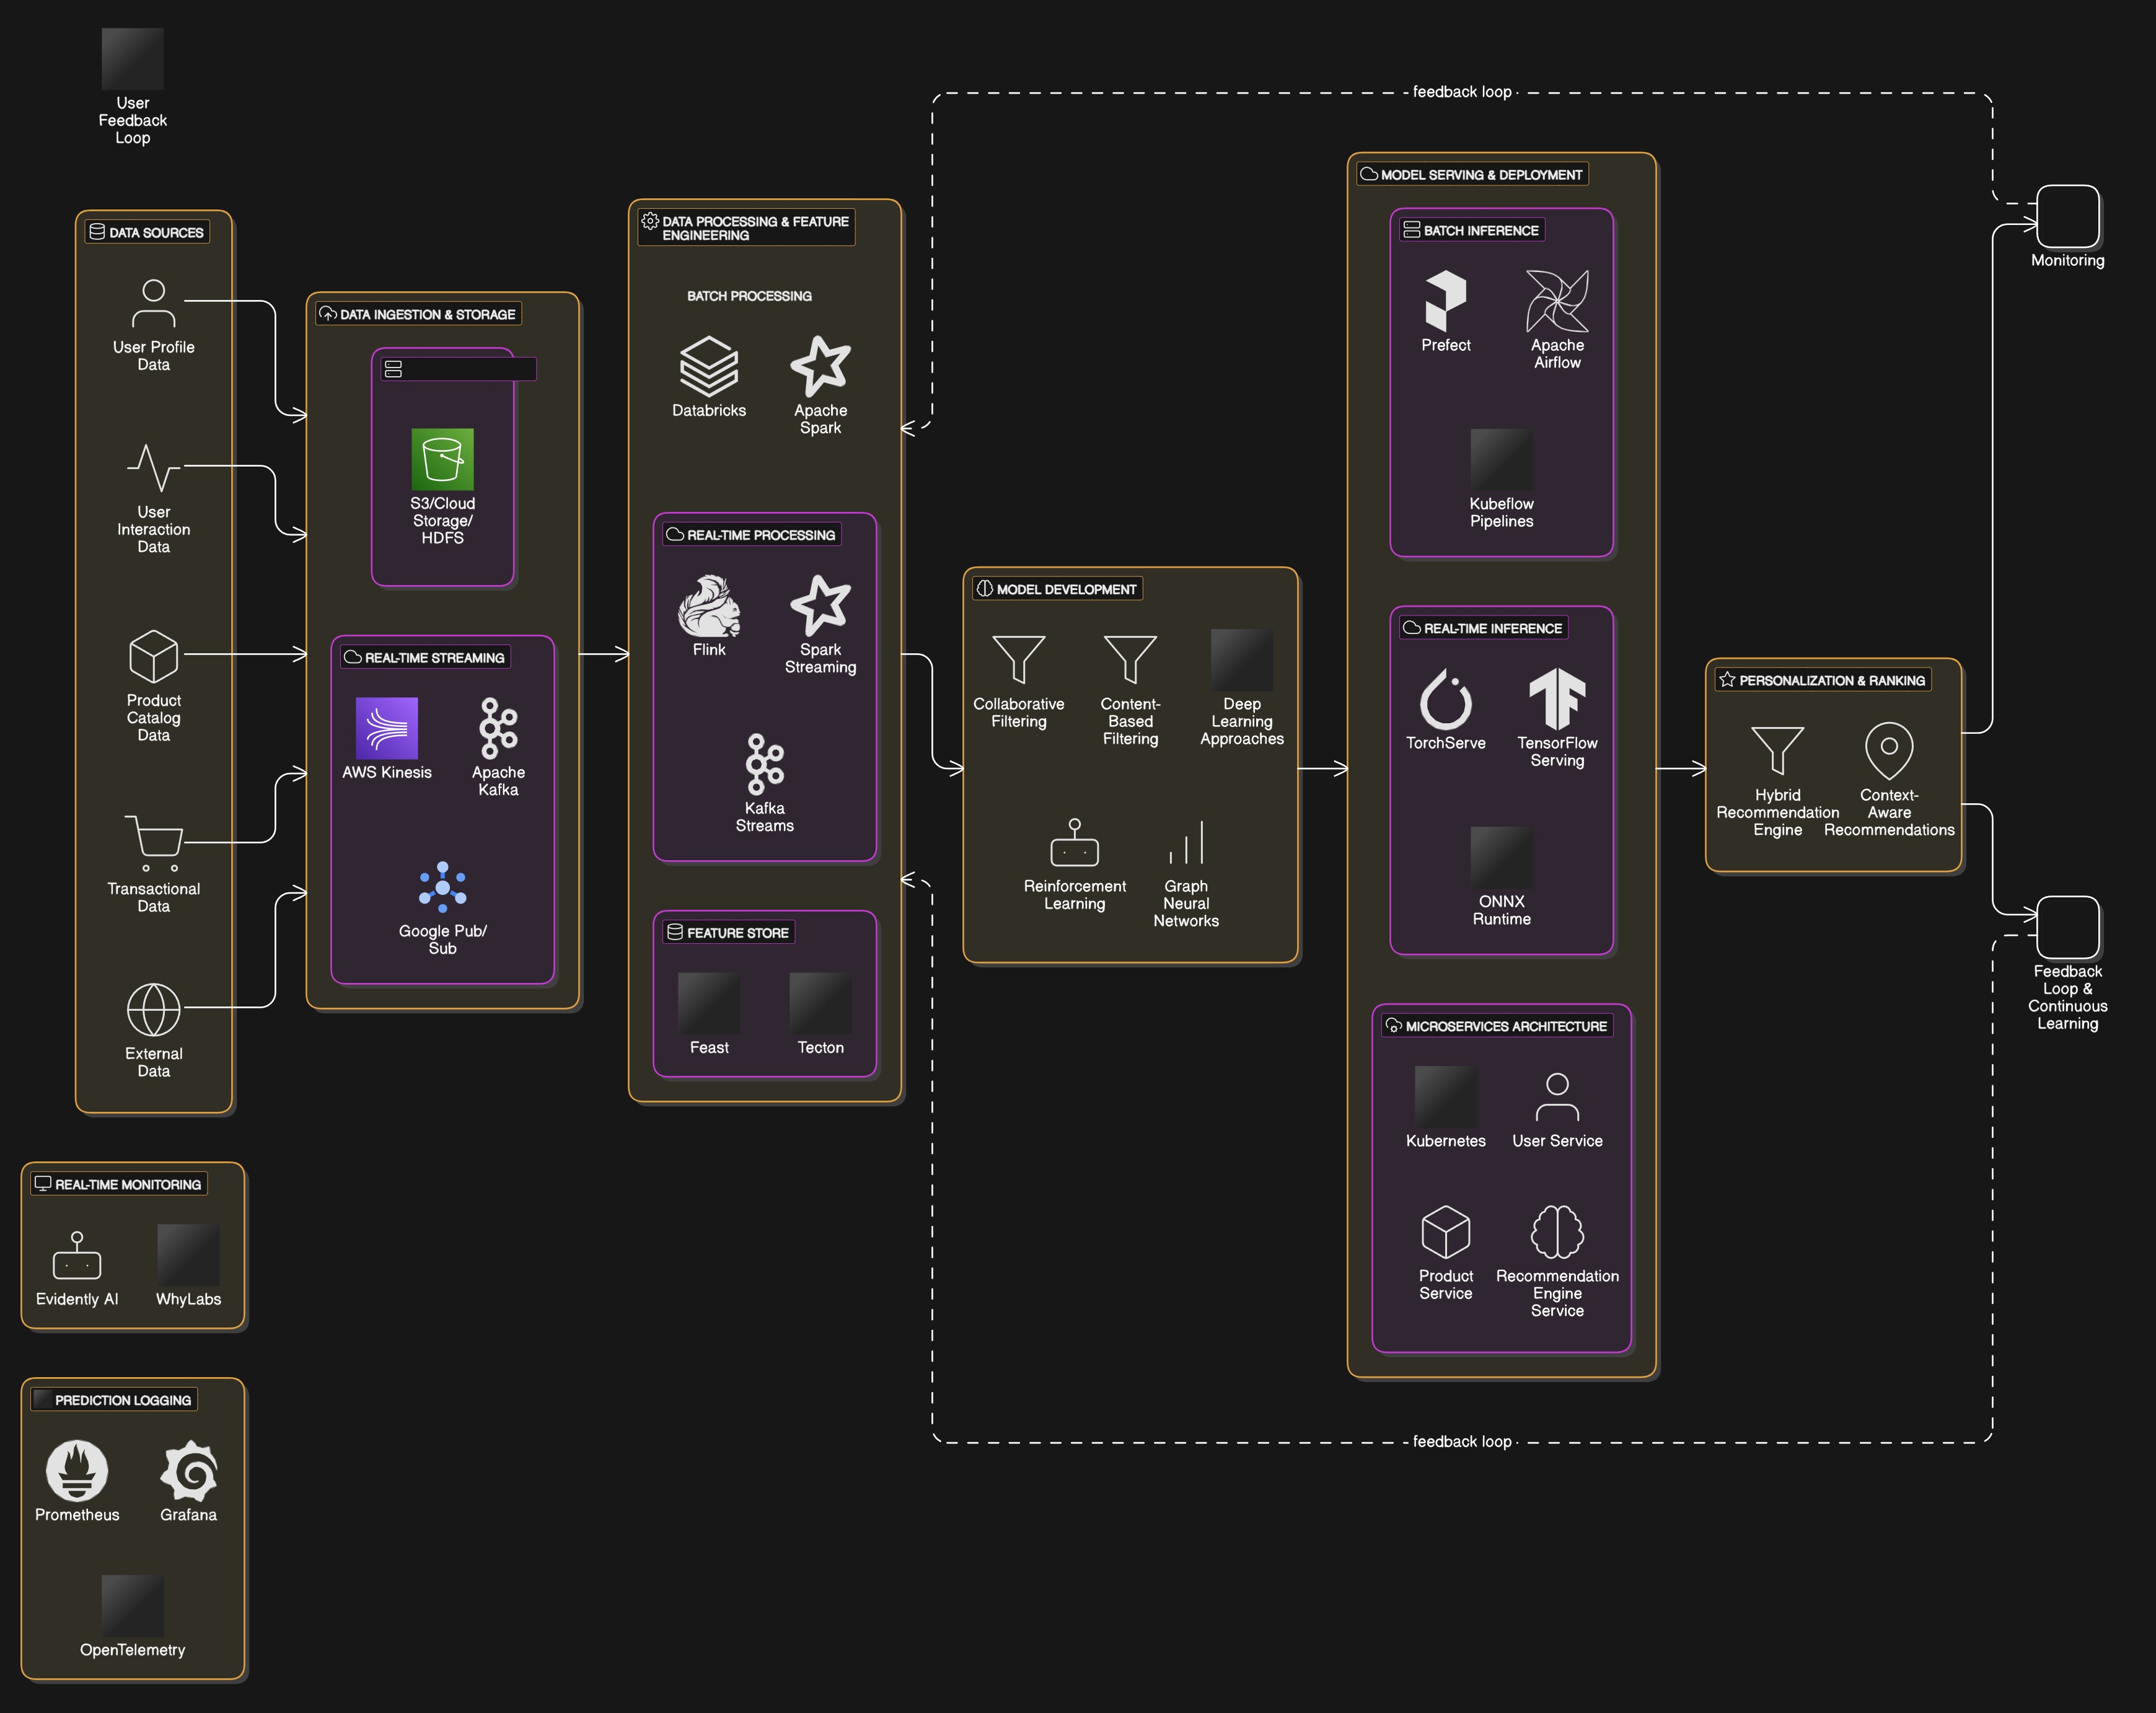 User
Feedback
Loop
feedback loop
DATA SOURCES
User Profile
Data
User
Interaction
Data
Product
Catalog
Data
Transactional
Data
External
Data
DATA INGESTION & STORAGE
S3/Cloud
Storage/
HDFS
REAL-TIME STREAMING
AWS Kinesis
Apache
Kafka
Google Pub/
Sub
DATA PROCESSING & FEATURE
ENGINEERING
BATCH PROCESSING
Databricks
Apache
Spark
REAL-TIME PROCESSING
Flink
Spark
Streaming
Kafka
Streams
FEATURE STORE
Feast
Tecton
MODEL DEVELOPMENT
Collaborative
Filtering
Content-
Based
Filtering
Deep
Learning
Approaches
Reinforcement
Learning
Graph
Neural
Networks
MODEL SERVING & DEPLOYMENT
BATCH INFERENCE
Prefect
Apache
Airflow
Kubeflow
Pipelines
REAL-TIME INFERENCE
TorchServe
TensorFlow
Serving
ONNX
Runtime
MICROSERVICES ARCHITECTURE
Kubernetes
User Service
Product
Service
Recommendation
Engine
Service
PERSONALIZATION & RANKING
Hybrid
Recommendation
Engine
Context-
Aware
Recommendations
Monitoring
Feedback
Loop &
Continuous
Learning
feedback loop
REAL-TIME MONITORING
Evidently AI
WhyLabs
PREDICTION LOGGING
Prometheus
Grafana
OpenTelemetry